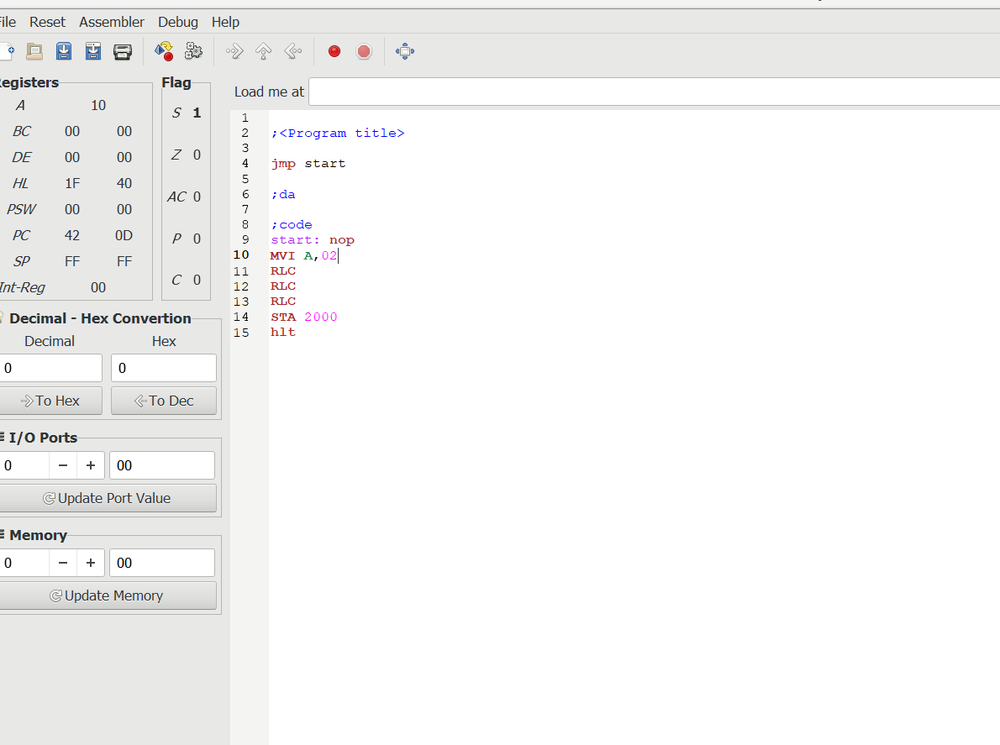 ile Reset Assembler Debug Help
egisters
A 10
BC 00 00
DE 00 00
HL 1F 40
PSW 00 00
PC 42 0D
SP FF FF
Int-Reg 00
Flag
S 1
Z 0
AC 0
P 0
C 0
Decimal - Hex Convertion
Decimal Hex
0 0
To Hex To Dec
I/O Ports
0 − + 00
Update Port Value
Memory
0 − + 00
Update Memory
Load me at
1
2 ;<Program title>
3
4 jmp start
5
6 ;da
7
8 ;code
9 start: nop
10 MVI A,02
11 RLC
12 RLC
13 RLC
14 STA 2000
15 hlt